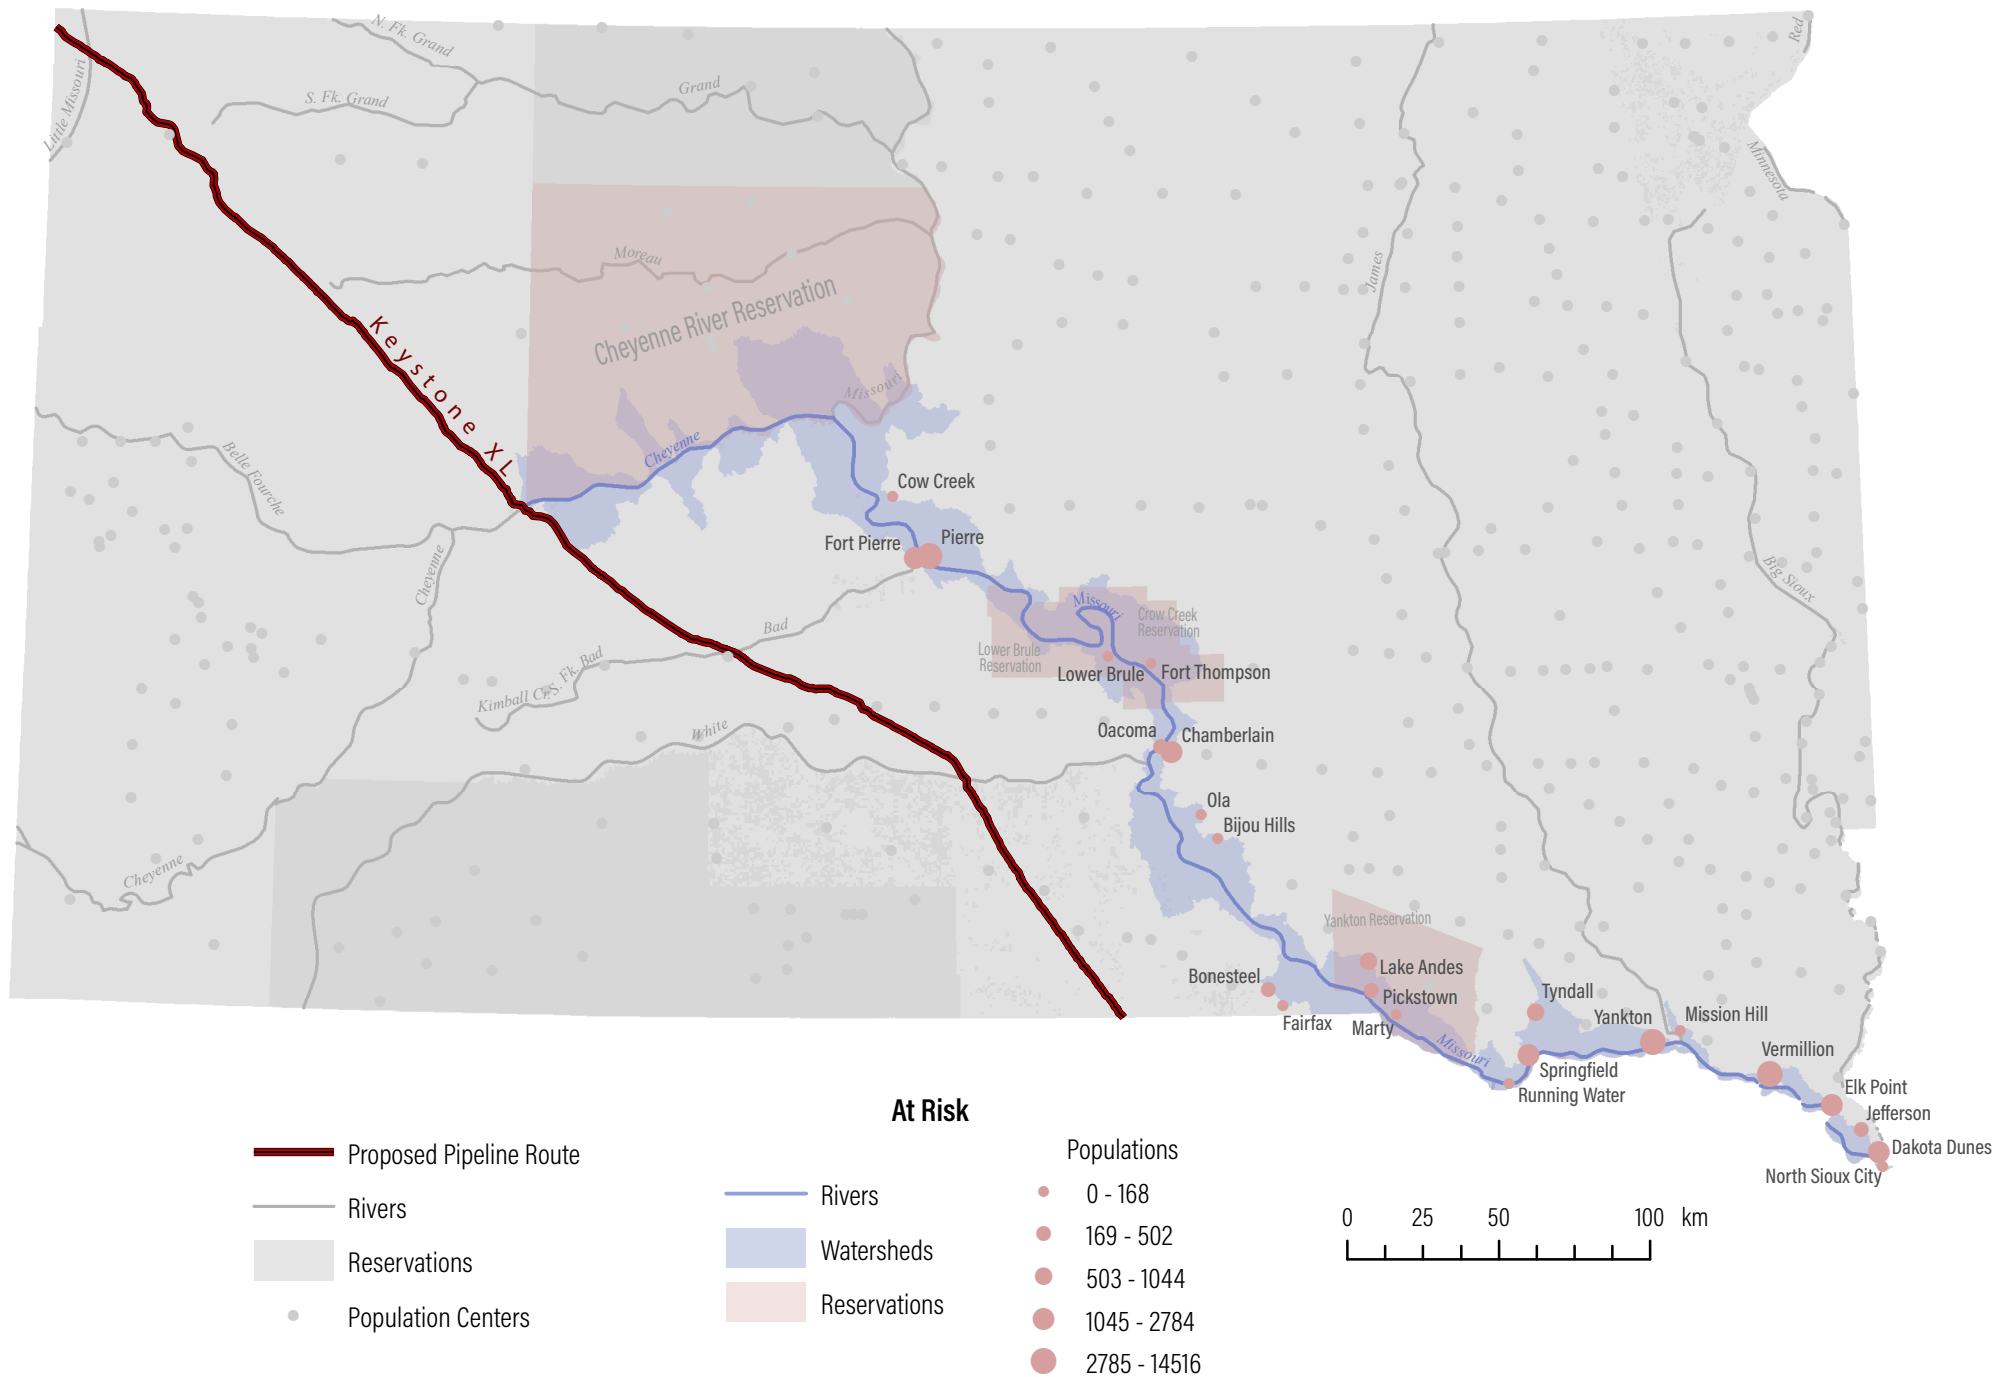 N. Fk. Grand
Red
Little Missouri
S. Fk. Grand
Grand
Minnesota
Moreau
James
Cheyenne River Reservation
Keystone XL
Missouri
Belle Fourche
Cheyenne
Cow Creek
Fort Pierre
Pierre
Cheyenne
Big Sioux
Missouri
Crow Creek
Reservation
Bad
Lower Brule
Reservation
Lower Brule
Fort Thompson
Kimball Cr.
S. Fk. Bad
White
Oacoma
Chamberlain
Ola
Bijou Hills
Cheyenne
Yankton Reservation
Lake Andes
Bonesteel
Pickstown
Tyndall
Fairfax
Marty
Yankton
Mission Hill
Missouri
Vermillion
Springfield
Running Water
Elk Point
Jefferson
Dakota Dunes
North Sioux City
Proposed Pipeline Route
Rivers
Reservations
Population Centers
At Risk
Rivers
Watersheds
Reservations
Populations
0 - 168
169 - 502
503 - 1044
1045 - 2784
2785 - 14516
0 25 50 100 km